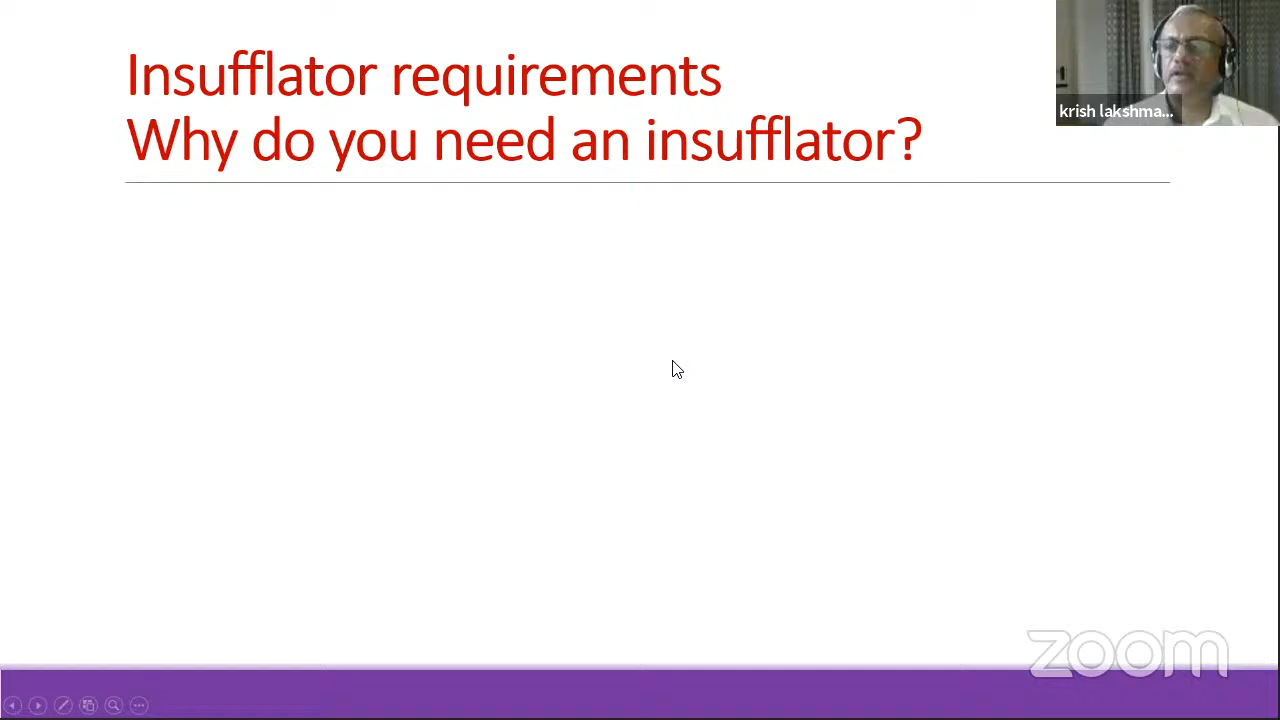 Insufflator requirements
Why do you need an insufflator?
krish lakshma...
zoom